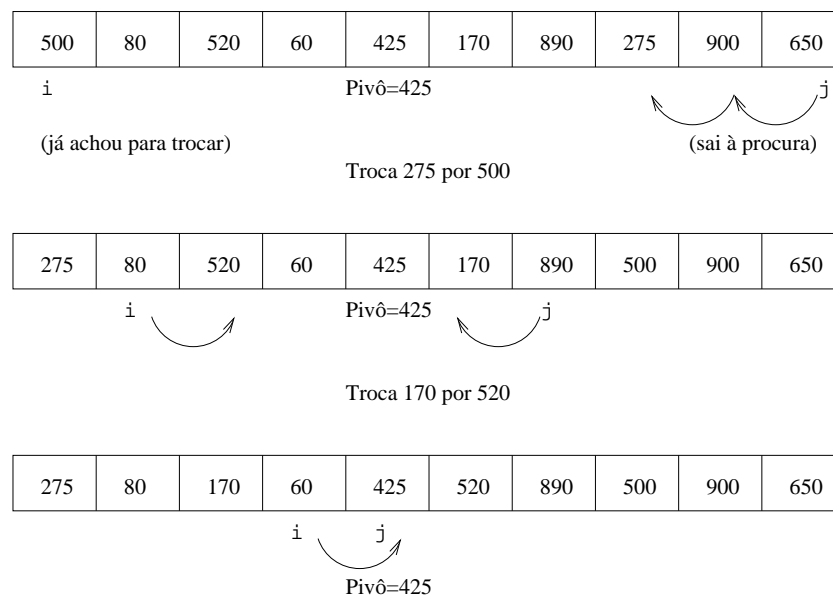 500 80 520 60 425 170 890 275 900 650
i Pivô=425 j
(já achou para trocar) (sai à procura)
Troca 275 por 500
275 80 520 60 425 170 890 500 900 650
i Pivô=425 j
Troca 170 por 520
275 80 170 60 425 520 890 500 900 650
i j
Pivô=425